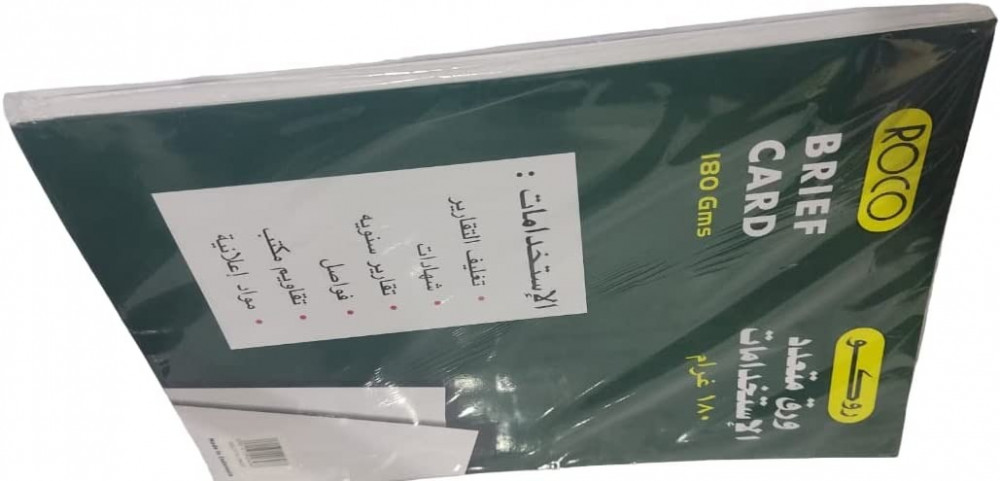 ROCO
BRIEF
CARD
180 Gms
روكو
ورق متعدد
الإستخدامات
١٨٠ غرام
الإستخدامات :
• تغليف التقارير
• شهادات
• تقارير سنويه
• فواصل
• تقاويم مكتب
• مواد إعلانية